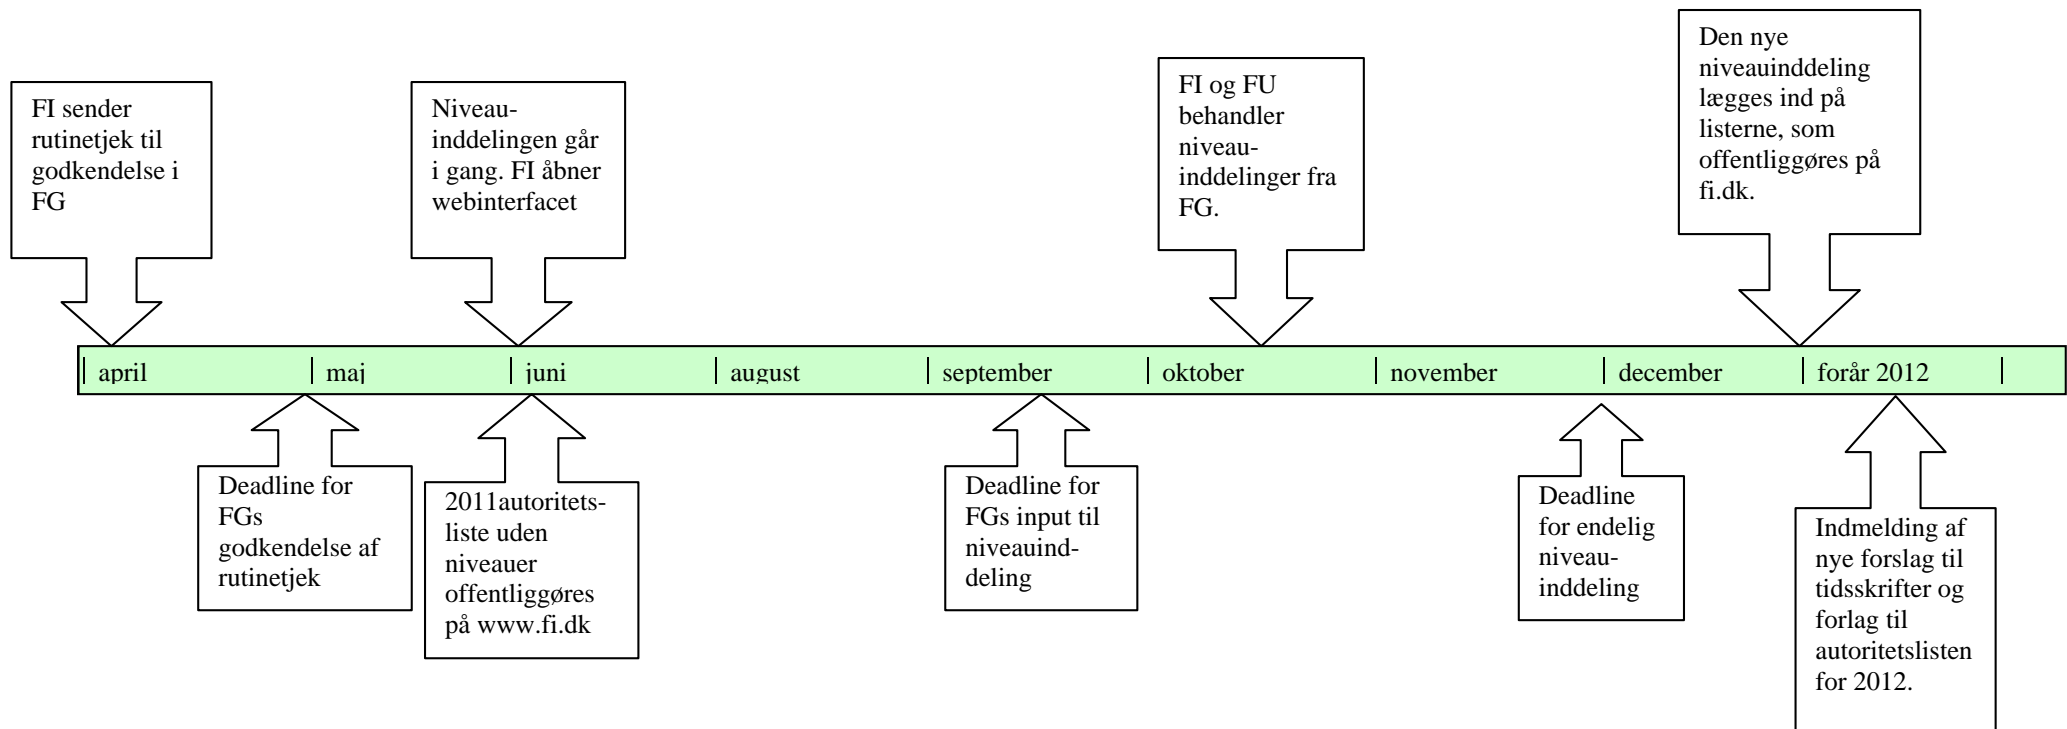 FI sender
rutinetjek til
godkendelse i
FG
Niveau-
inddelingen går
i gang. FI åbner
webinterfacet
FI og FU
behandler
niveau-
inddelinger fra
FG.
Den nye
niveauinddeling
lægges ind på
listerne, som
offentliggøres på
fi.dk.
april
maj
juni
august
september
oktober
november
december
forår 2012
Deadline for
FGs
godkendelse af
rutinetjek
2011autoritets-
liste uden
niveauer
offentliggøres
på www.fi.dk
Deadline for
FGs input til
niveauind-
deling
Deadline
for endelig
niveau-
inddeling
Indmelding af
nye forslag til
tidsskrifter og
forlag til
autoritetslisten
for 2012.